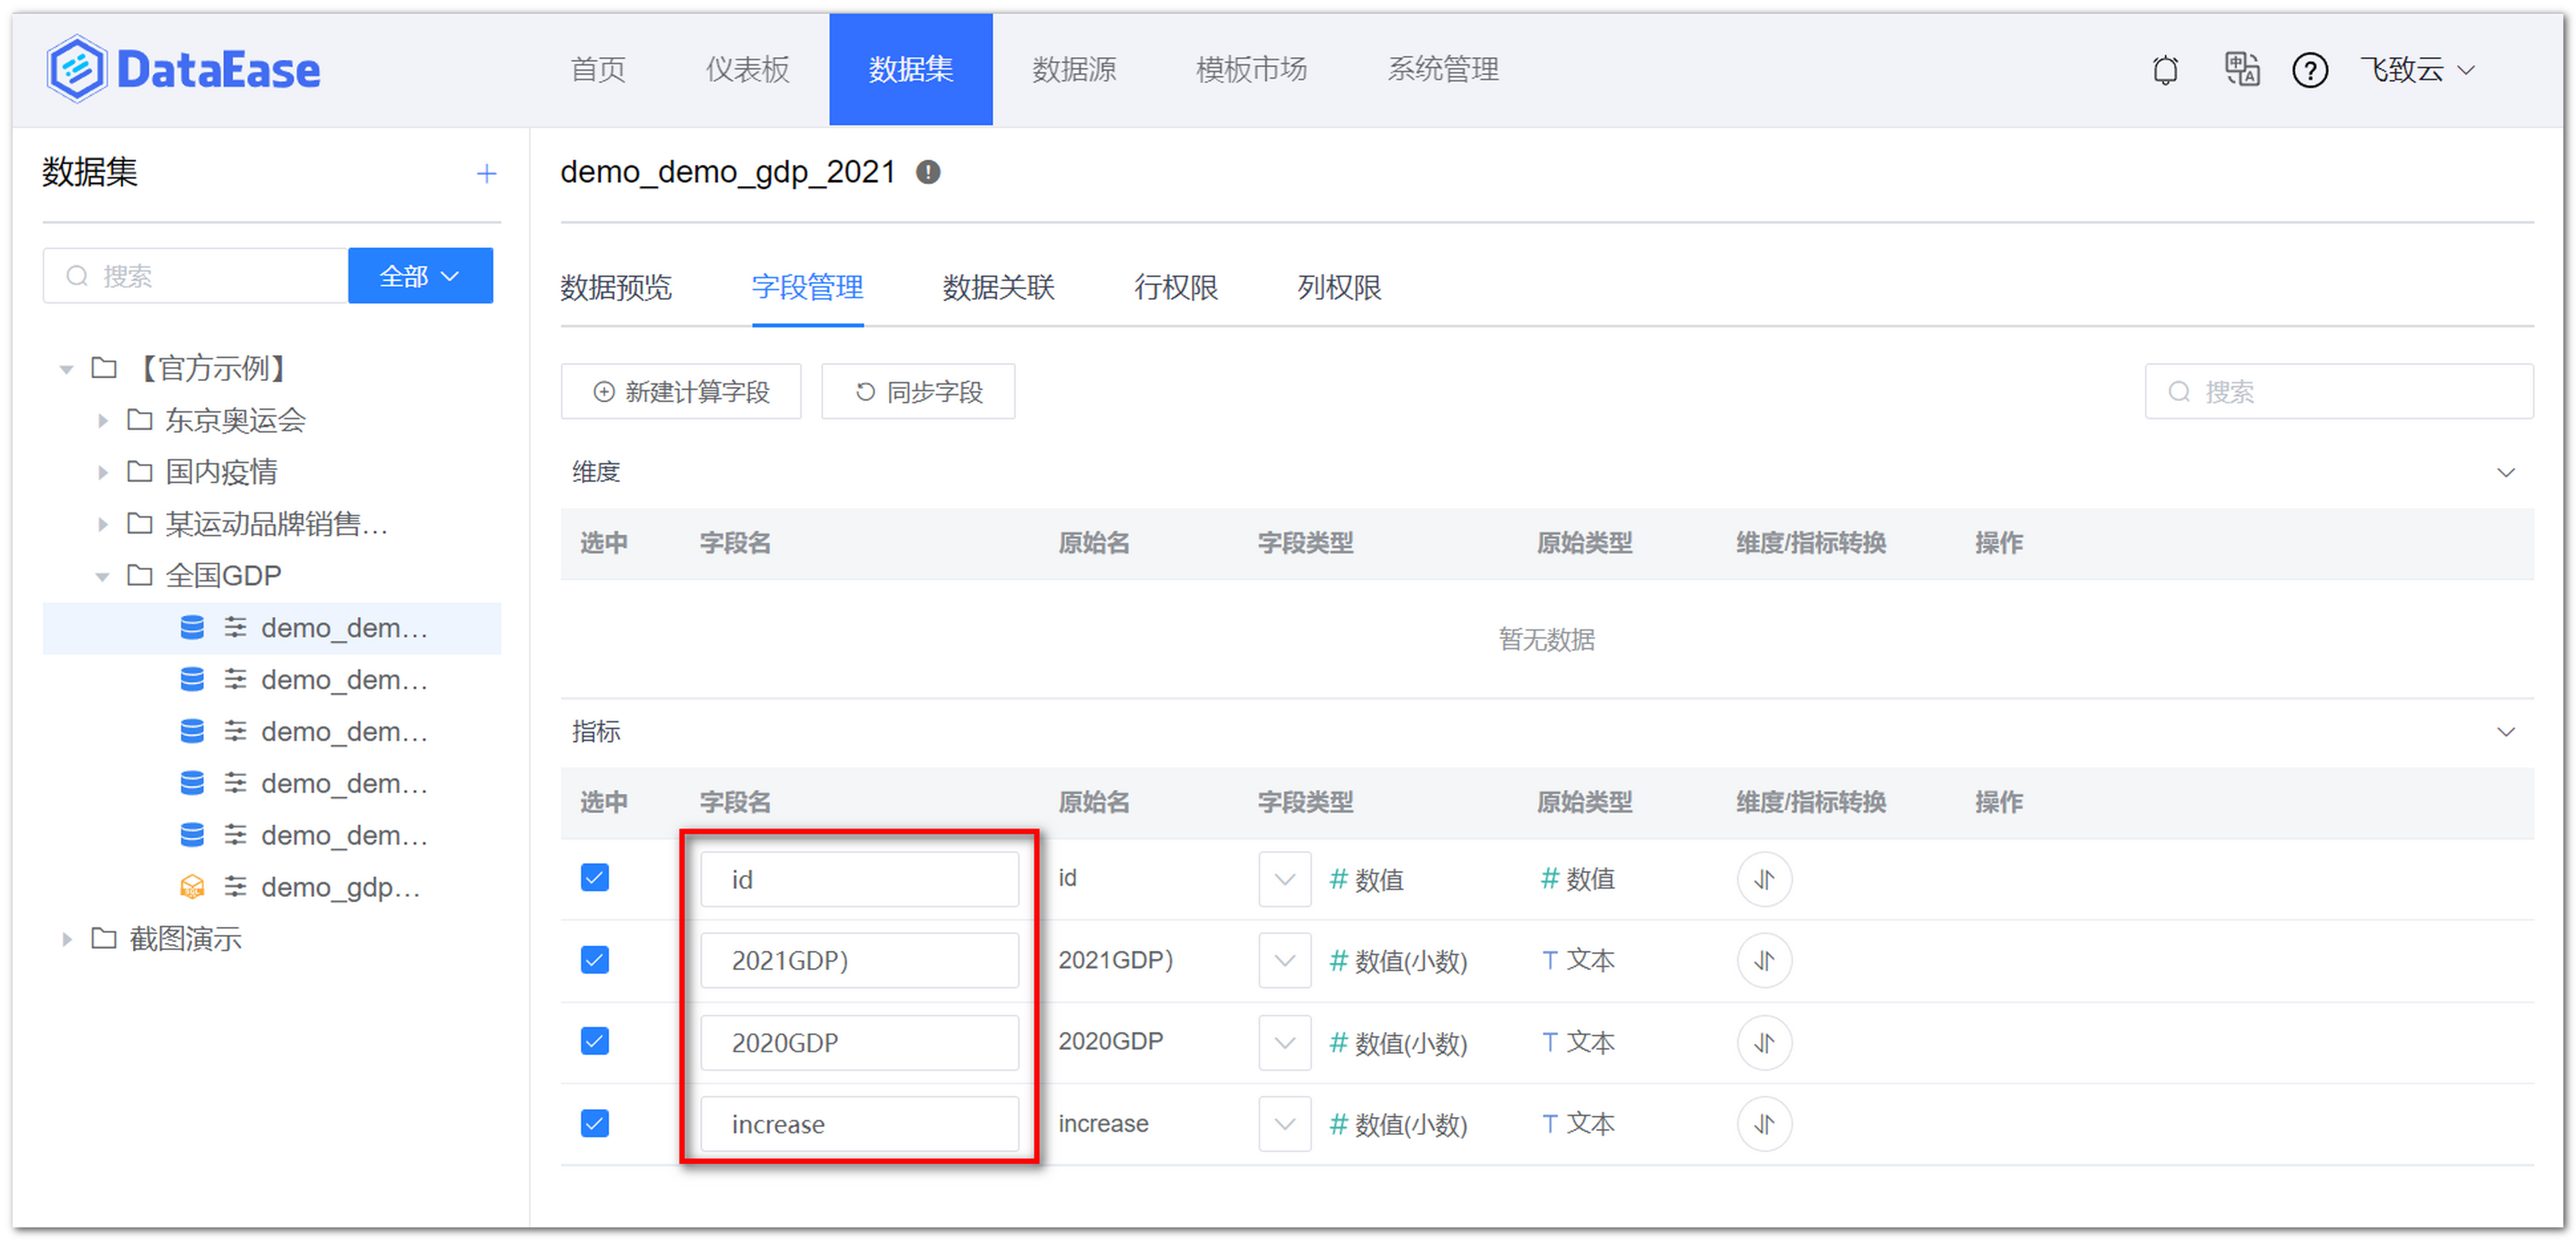 DataEase 首页 仪表板 数据集 数据源 模板市场 系统管理 飞致云
数据集
搜索 全部
【官方示例】
东京奥运会
国内疫情
某运动品牌销售...
全国GDP
demo_dem...
demo_dem...
demo_dem...
demo_dem...
demo_dem...
demo_gdp...
截图演示
demo_demo_gdp_2021
数据预览 字段管理 数据关联 行权限 列权限
新建计算字段 同步字段 搜索
维度
选中 字段名 原始名 字段类型 原始类型 维度/指标转换 操作
暂无数据
指标
选中 字段名 原始名 字段类型 原始类型 维度/指标转换 操作
id id # 数值 # 数值
2021GDP） 2021GDP） # 数值(小数) T 文本
2020GDP 2020GDP # 数值(小数) T 文本
increase increase # 数值(小数) T 文本